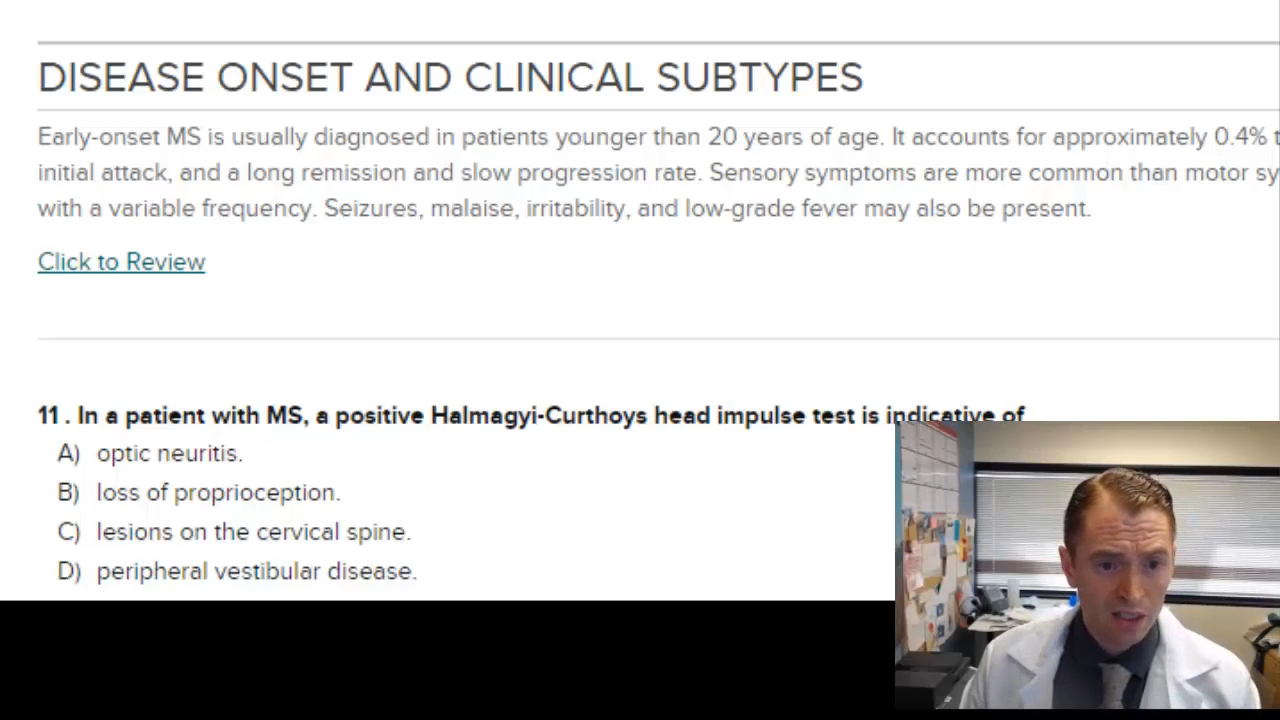 DISEASE ONSET AND CLINICAL SUBTYPES
Early-onset MS is usually diagnosed in patients younger than 20 years of age. It accounts for approximately 0.4%
initial attack, and a long remission and slow progression rate. Sensory symptoms are more common than motor
with a variable frequency. Seizures, malaise, irritability, and low-grade fever may also be present.
Click to Review
11 . In a patient with MS, a positive Halmagyi-Curthoys head impulse test is indicative of
A) optic neuritis.
B) loss of proprioception.
C) lesions on the cervical spine.
D) peripheral vestibular disease.